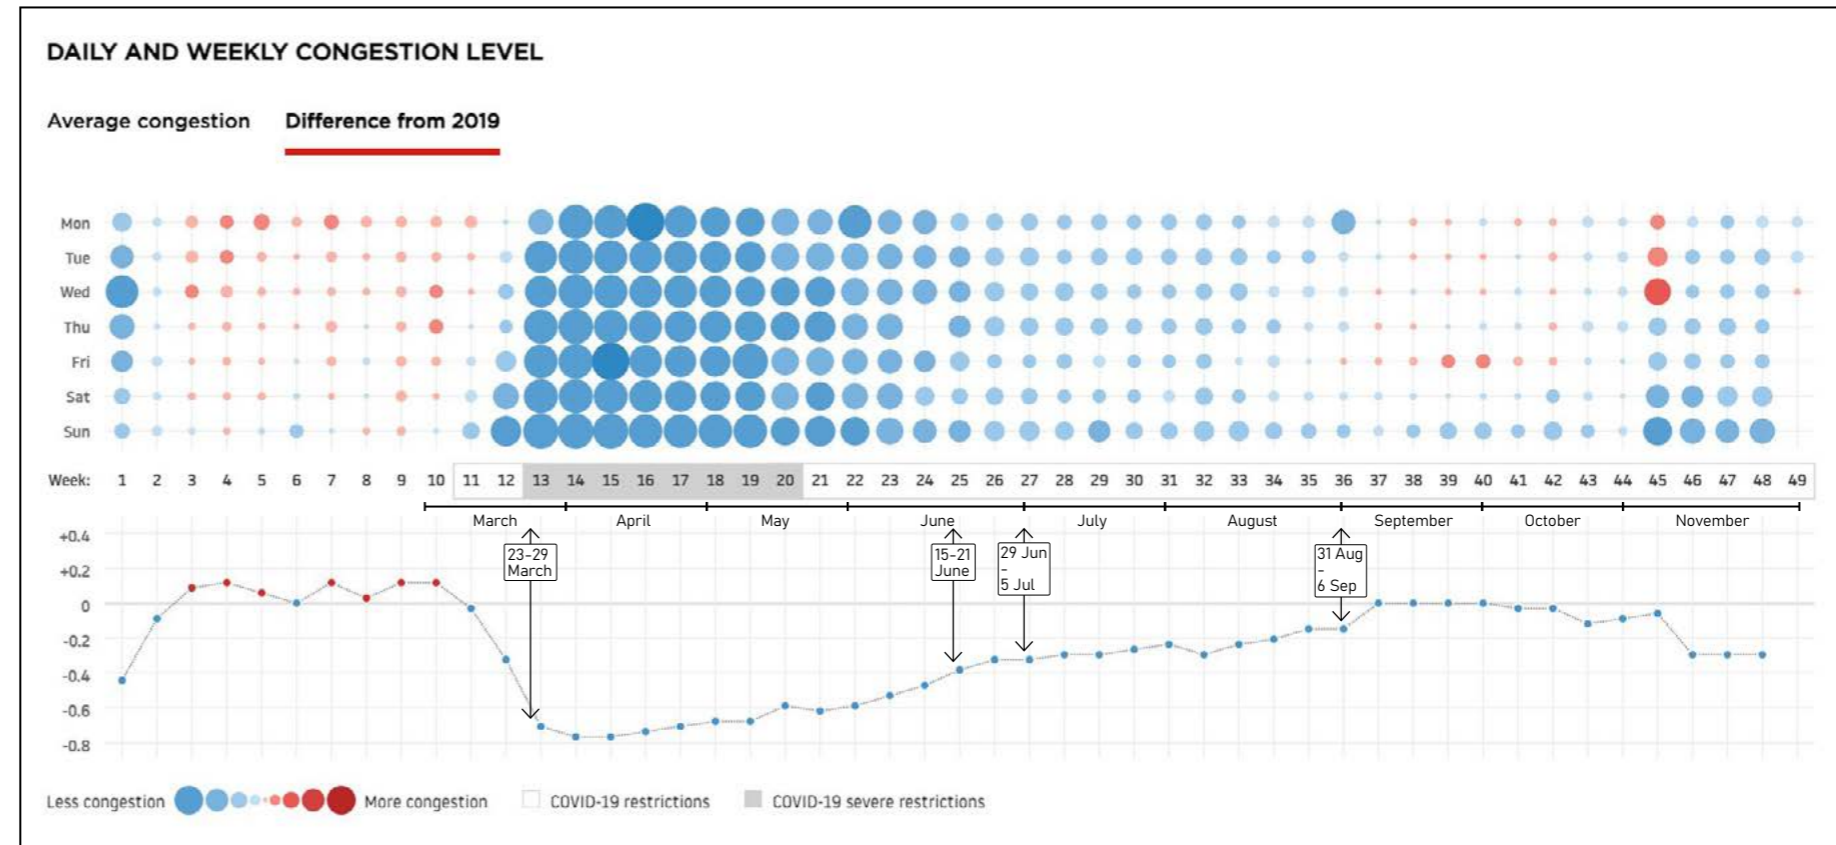 DAILY AND WEEKLY CONGESTION LEVEL
Average congestion Difference from 2019
Mon
Tue
Wed
Thu
Fri
Sat
Sun
Week: 1 2 3 4 5 6 7 8 9 10 11 12 13 14 15 16 17 18 19 20 21 22 23 24 25 26 27 28 29 30 31 32 33 34 35 36 37 38 39 40 41 42 43 44 45 46 47 48 49
March April May June July August September October November
+0.4
+0.2
0
-0.2
-0.4
-0.6
-0.8
23-29
March
15-21
June
29 Jun
-
5 Jul
31 Aug
-
6 Sep
Less congestion More congestion COVID-19 restrictions COVID-19 severe restrictions